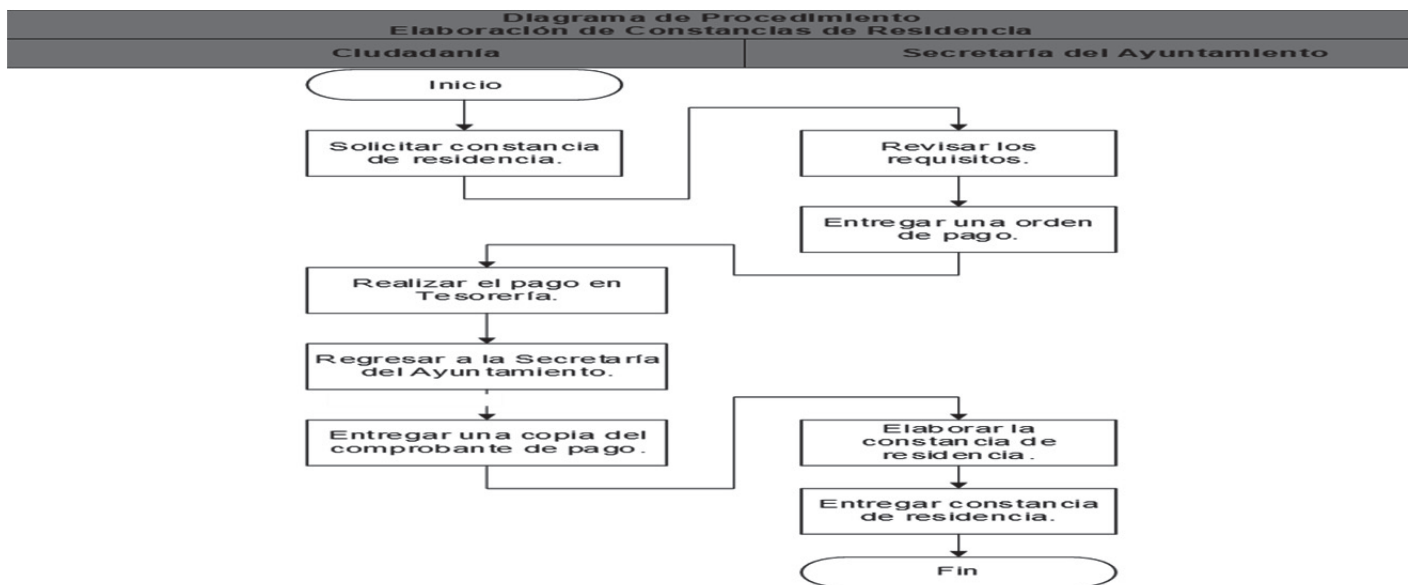 Diagrama de Procedimiento
Elaboración de Constancias de Residencia
Ciudadanía
Secretaría del Ayuntamiento
Inicio
Solicitar constancia
de residencia.
Revisar los
requisitos.
Entregar una orden
de pago.
Realizar el pago en
Tesorería.
Regresar a la Secretaría
del Ayuntamiento.
Entregar una copia del
comprobante de pago.
Elaborar la
constancia de
residencia.
Entregar constancia
de residencia.
Fin